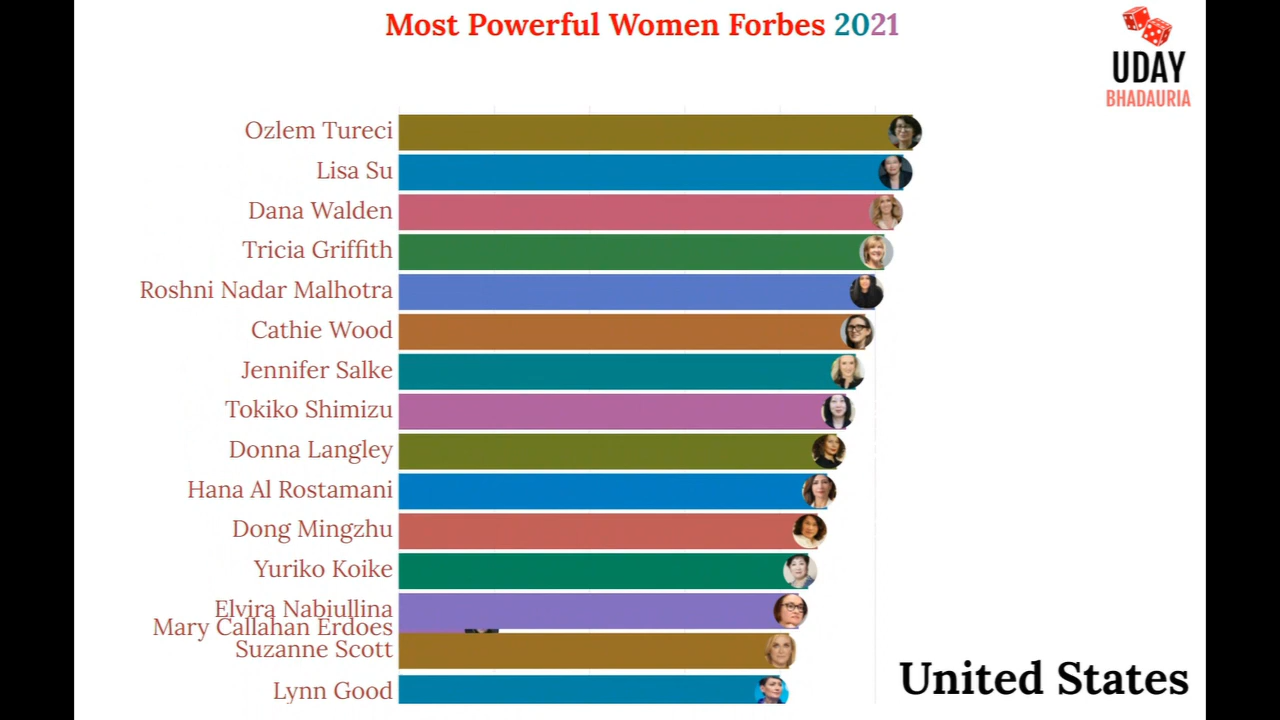 Most Powerful Women Forbes 2021
UDAY
BHADAURIA
Ozlem Tureci
Lisa Su
Dana Walden
Tricia Griffith
Roshni Nadar Malhotra
Cathie Wood
Jennifer Salke
Tokiko Shimizu
Donna Langley
Hana Al Rostamani
Dong Mingzhu
Yuriko Koike
Elvira Nabiullina
Mary Callahan Erdoes
Suzanne Scott
Lynn Good
United States